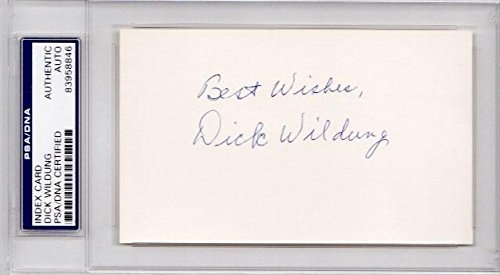 PSA/DNA
INDEX CARD
DICK WILDUNG
PSA/DNA CERTIFIED
AUTHENTIC
AUTO
83958846
Best Wishes,
Dick Wildung